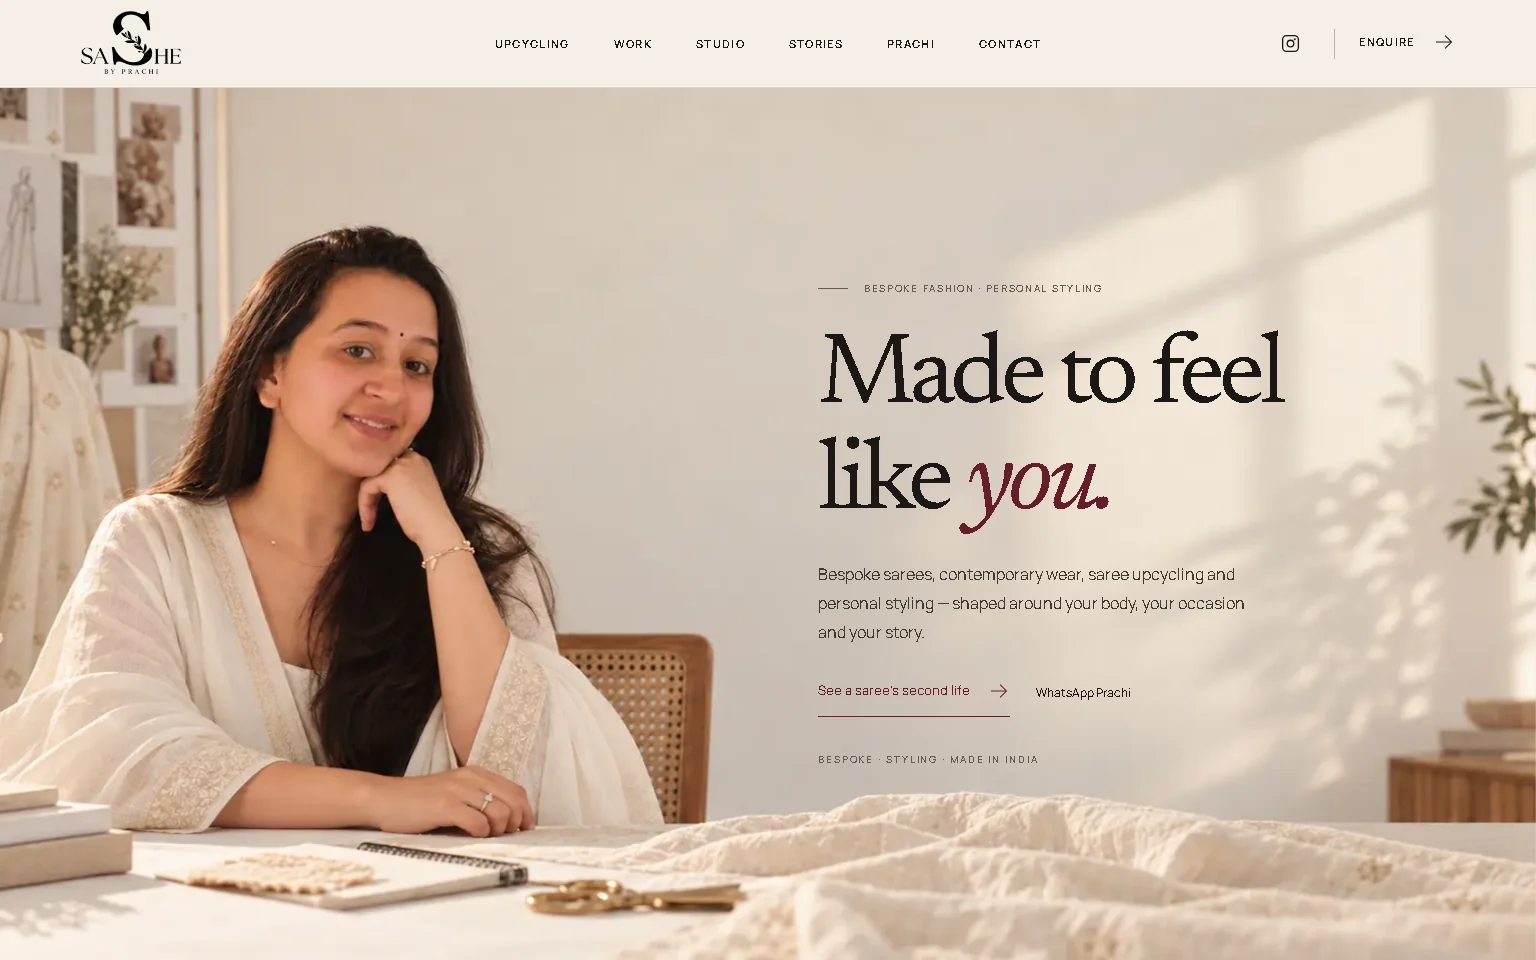 SASHE
BY PRACHI
UPCYCLING
WORK
STUDIO
STORIES
PRACHI
CONTACT
ENQUIRE
BESPOKE FASHION · PERSONAL STYLING
Made to feel
like you.
Bespoke sarees, contemporary wear, saree upcycling and
personal styling — shaped around your body, your occasion
and your story.
See a saree's second life
WhatsApp Prachi
BESPOKE · STYLING · MADE IN INDIA